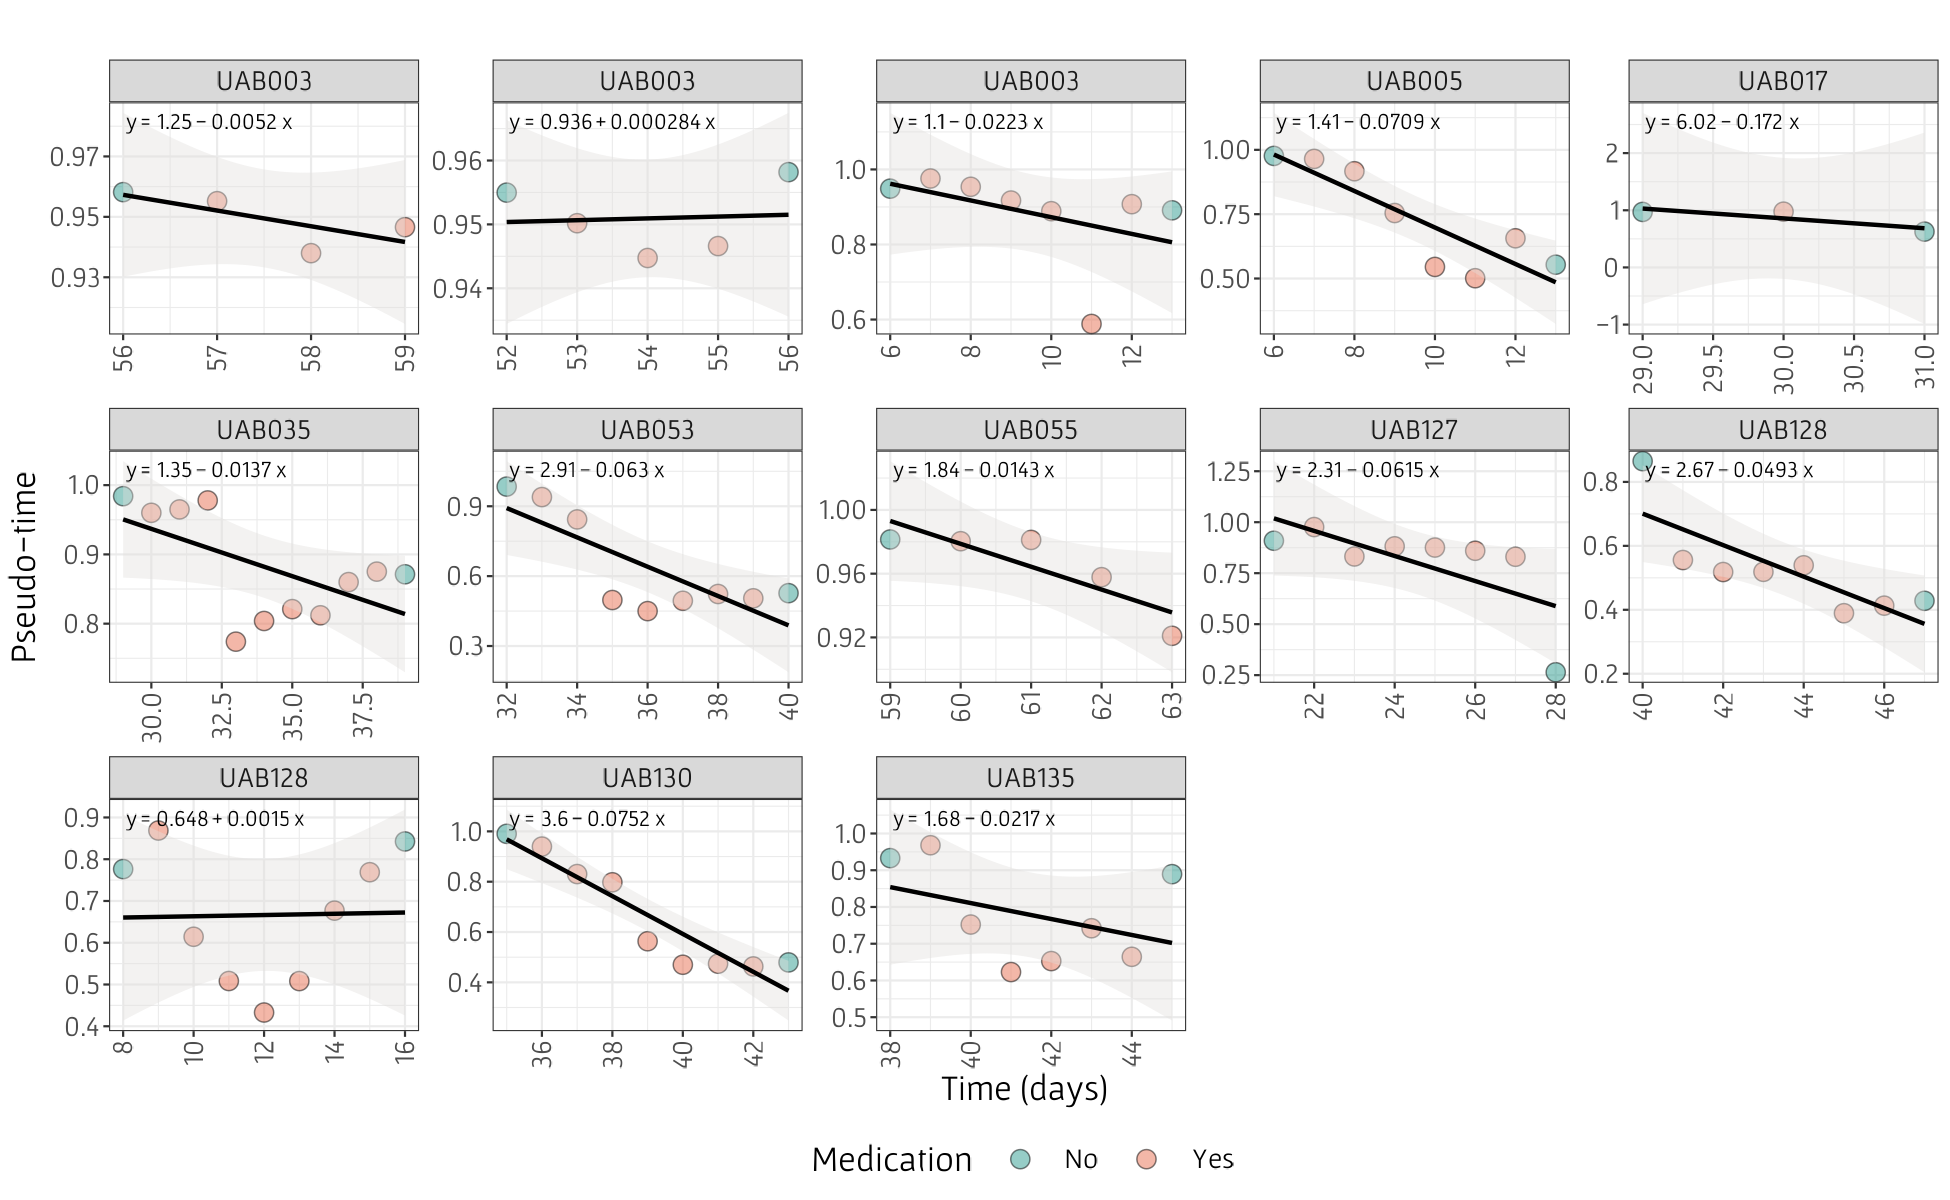 UAB003 UAB003 UAB003 UAB005 UAB017
y = 1.25 − 0.0052 x y = 0.936 + 0.000284 x y = 1.1 − 0.0223 x y = 1.41 − 0.0709 x y = 6.02 − 0.172 x
0.97
0.95
0.93
0.96
0.95
0.94
1.0
0.8
0.6
1.00
0.75
0.50
2
1
0
−1
56 57 58 59
52 53 54 55 56
6 8 10 12
6 8 10 12
29.0 29.5 30.0 30.5 31.0
UAB035 UAB053 UAB055 UAB127 UAB128
y = 1.35 − 0.0137 x y = 2.91 − 0.063 x y = 1.84 − 0.0143 x y = 2.31 − 0.0615 x y = 2.67 − 0.0493 x
1.0
0.9
0.8
0.9
0.6
0.3
1.00
0.96
0.92
1.25
1.00
0.75
0.50
0.25
0.8
0.6
0.4
0.2
30.0 32.5 35.0 37.5
32 34 36 38 40
59 60 61 62 63
22 24 26 28
40 42 44 46
UAB128 UAB130 UAB135
y = 0.648 + 0.0015 x y = 3.6 − 0.0752 x y = 1.68 − 0.0217 x
0.9
0.8
0.7
0.6
0.5
0.4
1.0
0.8
0.6
0.4
1.0
0.9
0.8
0.7
0.6
0.5
8 10 12 14 16
36 38 40 42
38 40 42 44
Pseudo−time
Time (days)
Medication No Yes